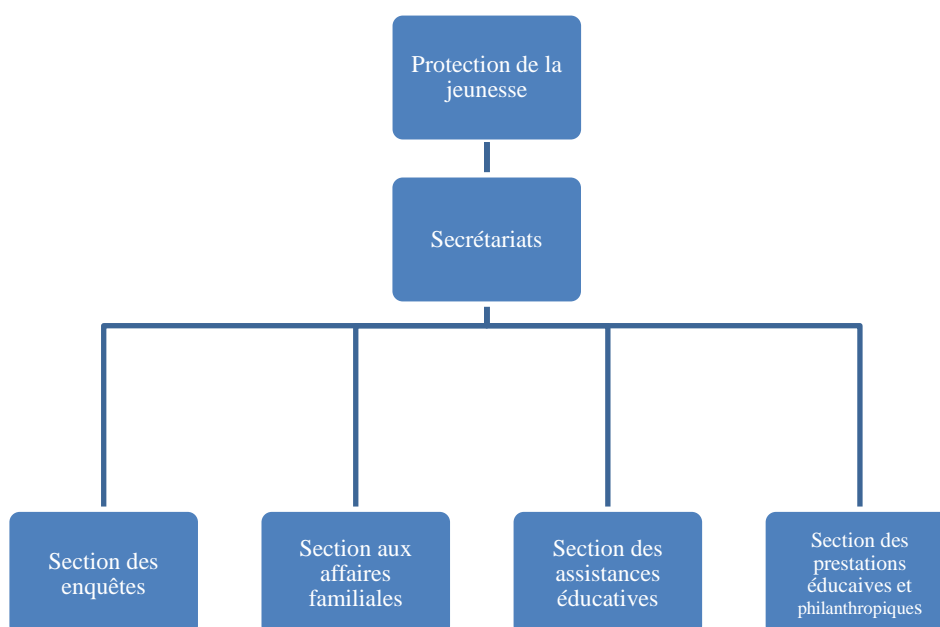 Protection de la
jeunesse
Secrétariats
Section des
enquêtes
Section aux
affaires
familiales
Section des
assistances
éducatives
Section des
prestations
éducaives et
philanthropiques